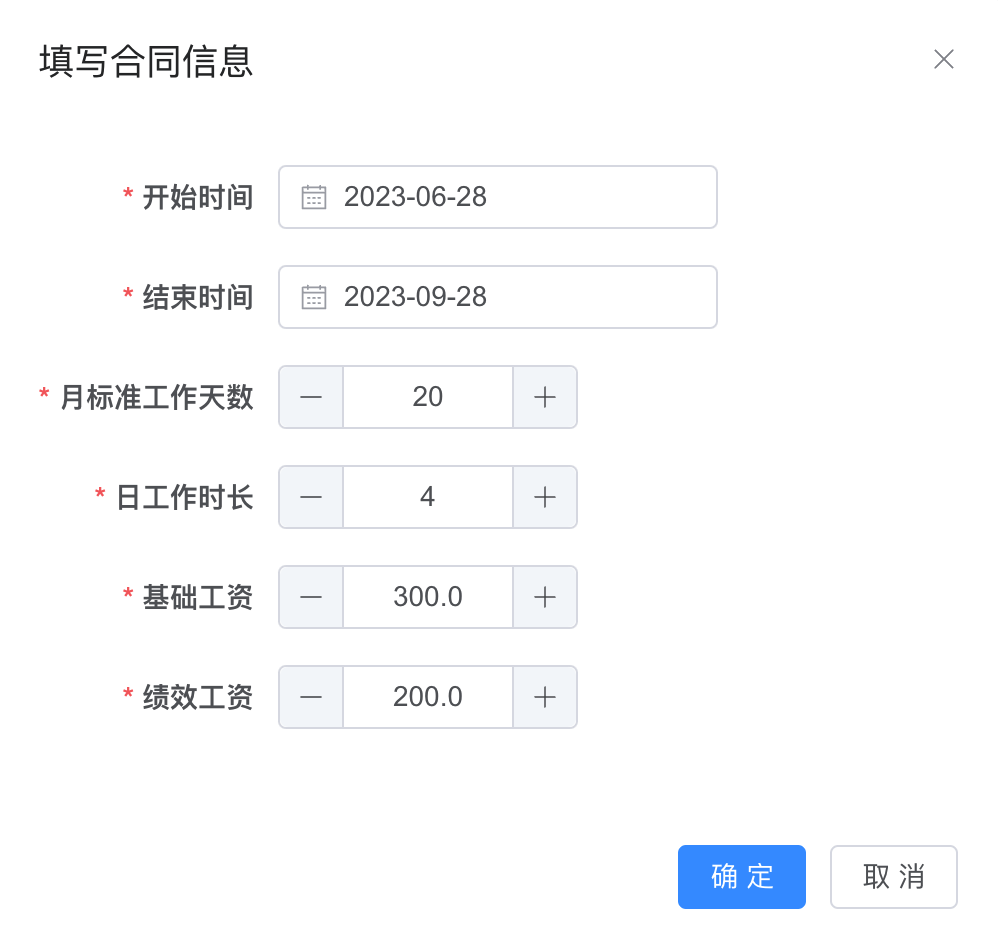 填写合同信息
* 开始时间 2023-06-28
* 结束时间 2023-09-28
* 月标准工作天数 20
* 日工作时长 4
* 基础工资 300.0
* 绩效工资 200.0
确定 取消